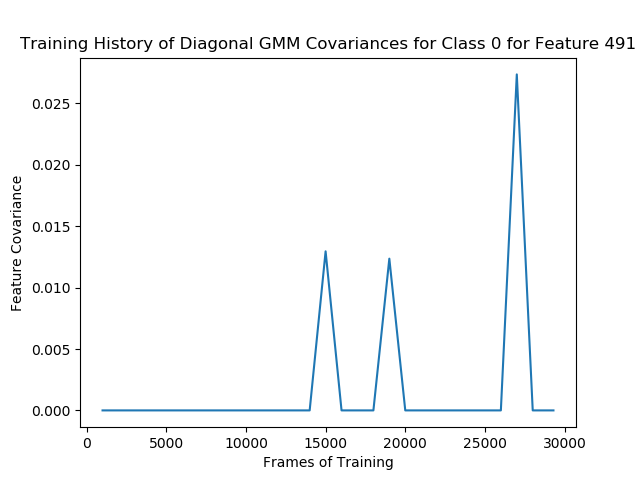 Training History of Diagonal GMM Covariances for Class 0 for Feature 491
0.025
0.020
0.015
0.010
0.005
0.000
Feature Covariance
0 5000 10000 15000 20000 25000 30000
Frames of Training